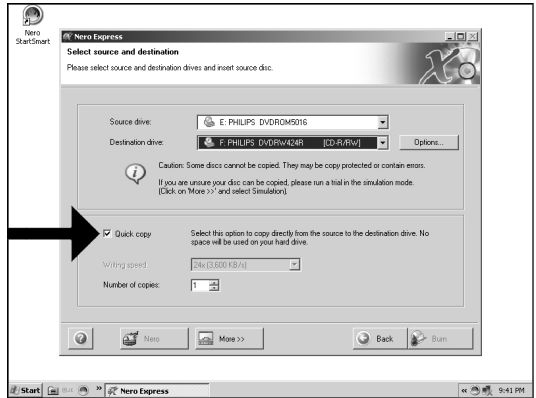 Nero
StartSmart
Nero Express
Select source and destination
Please select source and destination drives and insert source disc.
Source drive:
E: PHILIPS DVDROM5016
Destination drive:
F: PHILIPS DVDRW424R [CD-R/RW]
Options...
Caution: Some discs cannot be copied. They may be copy protected or contain errors.
If you are unsure your disc can be copied, please run a trial in the simulation mode.
(Click on 'More >>' and select Simulation).
Quick copy
Select this option to copy directly from the source to the destination drive. No
space will be used on your hard drive.
Writing speed
24x (3,600 KB/s)
Number of copies:
1
Nero
More >>
Back
Burn
Start
Nero Express
9:41 PM